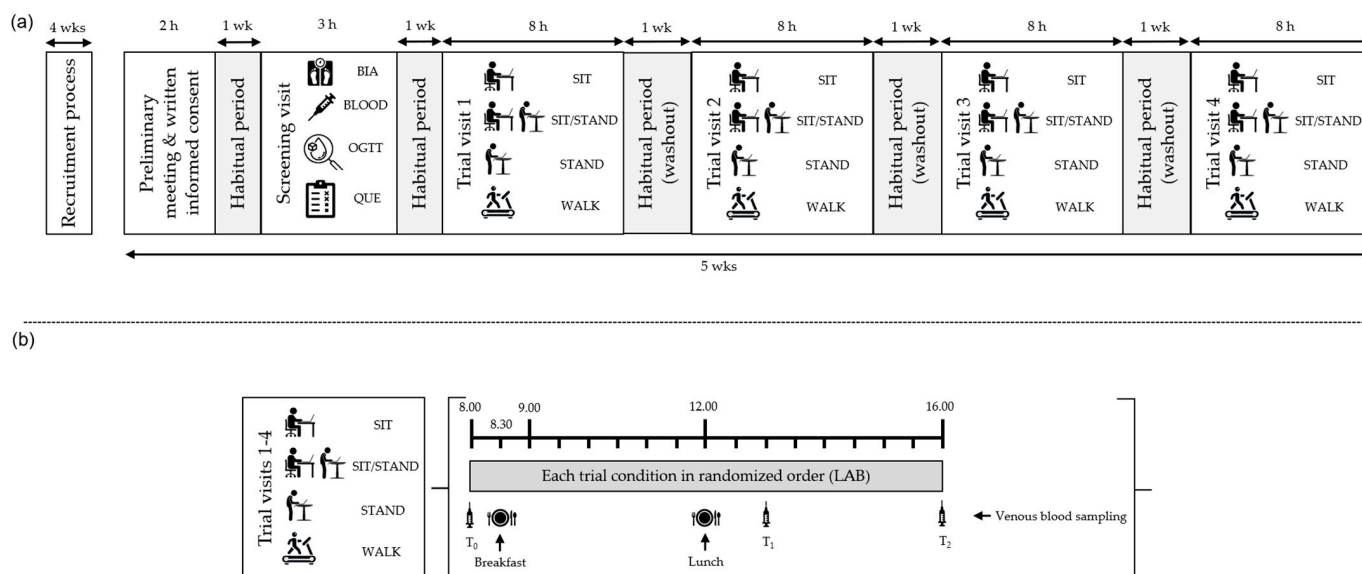 (a)
4 wks
2 h
1 wk
3 h
1 wk
8 h
1 wk
8 h
1 wk
8 h
1 wk
8 h
Recruitment process
Preliminary
meeting & written
informed consent
Habitual period
Screening visit
BIA
BLOOD
OGTT
QUE
Habitual period
Trial visit 1
SIT
SIT/STAND
STAND
WALK
Habitual period
(washout)
Trial visit 2
SIT
SIT/STAND
STAND
WALK
Habitual period
(washout)
Trial visit 3
SIT
SIT/STAND
STAND
WALK
Habitual period
(washout)
Trial visit 4
SIT
SIT/STAND
STAND
WALK
5 wks
(b)
Trial visits 1-4
SIT
SIT/STAND
STAND
WALK
8.00
8.30
9.00
12.00
16.00
Each trial condition in randomized order (LAB)
T0
Breakfast
Lunch
T1
T2
Venous blood sampling